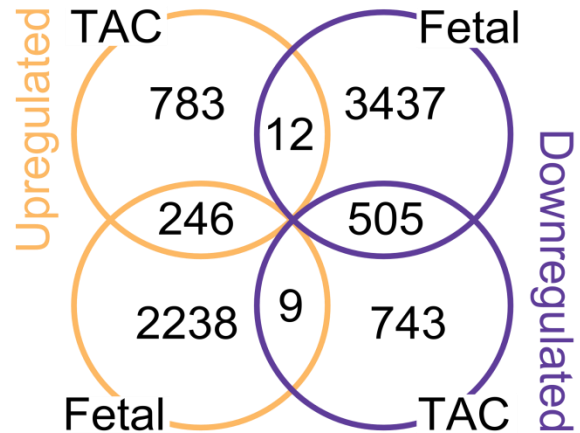 Upregulated
TAC
Fetal
783
12
3437
246
505
2238
9
743
Fetal
TAC
Downregulated